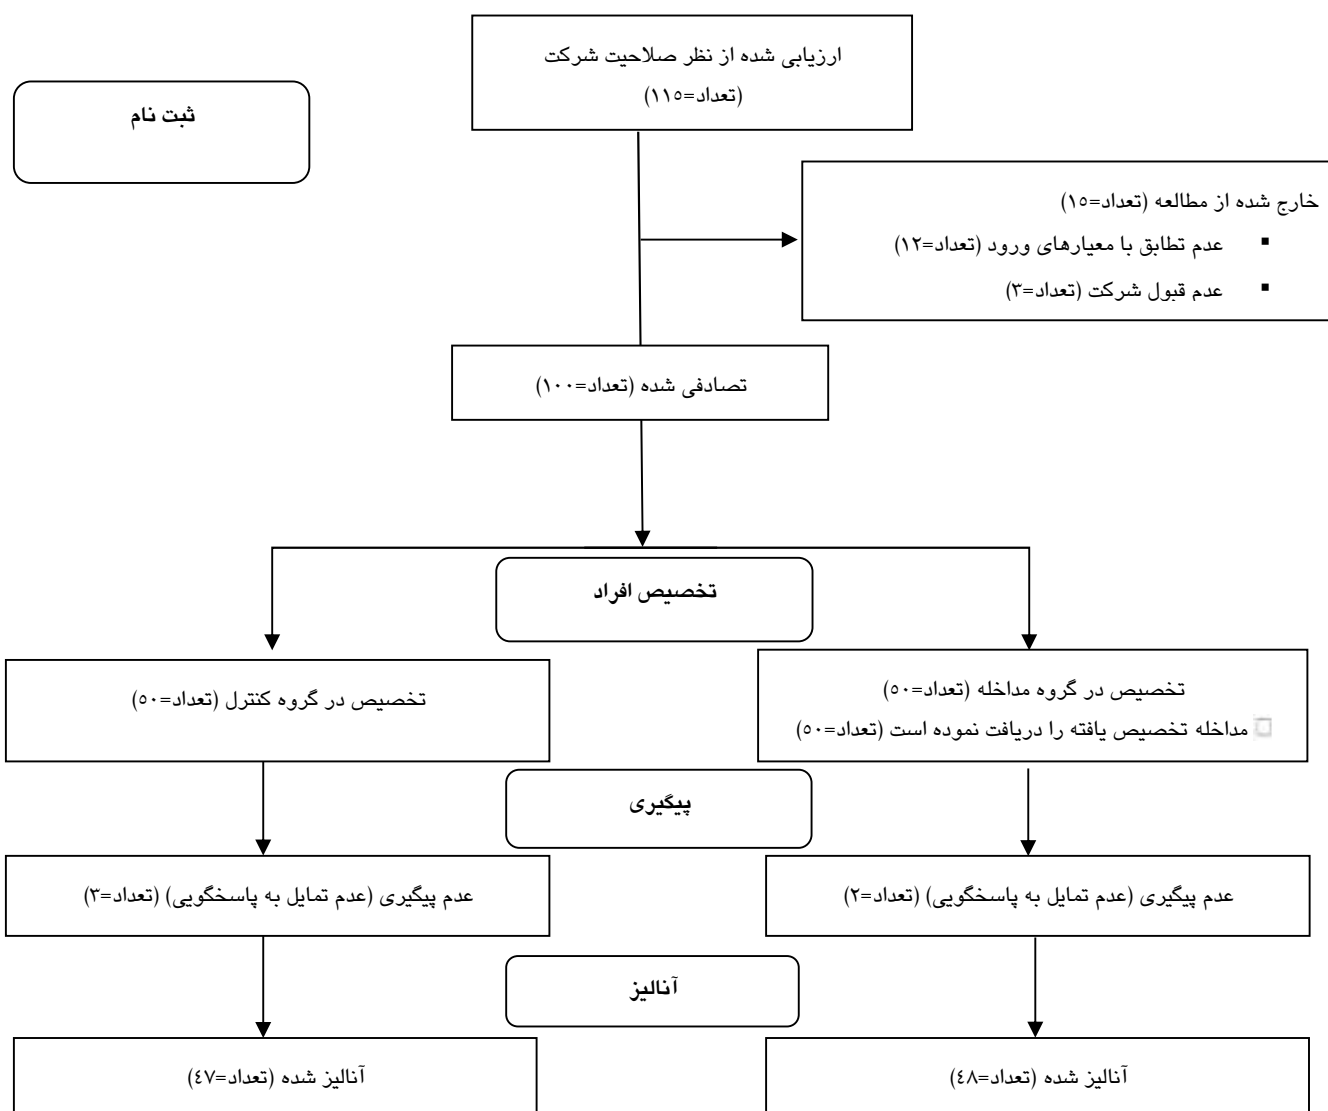 ارزیابی شده از نظر صلاحیت شرکت
(تعداد=۱۱۵)
ثبت نام
خارج شده از مطالعه (تعداد=۱۵)
▪ عدم تطابق با معیارهای ورود (تعداد=۱۲)
▪ عدم قبول شرکت (تعداد=۳)
تصادفی شده (تعداد=۱۰۰)
تخصیص افراد
تخصیص در گروه مداخله (تعداد=۵۰)
مداخله تخصیص یافته را دریافت نموده است (تعداد=۵۰)
تخصیص در گروه کنترل (تعداد=۵۰)
پیگیری
عدم پیگیری (عدم تمایل به پاسخگویی) (تعداد=۲)
عدم پیگیری (عدم تمایل به پاسخگویی) (تعداد=۳)
آنالیز
آنالیز شده (تعداد=۴۸)
آنالیز شده (تعداد=۴۷)